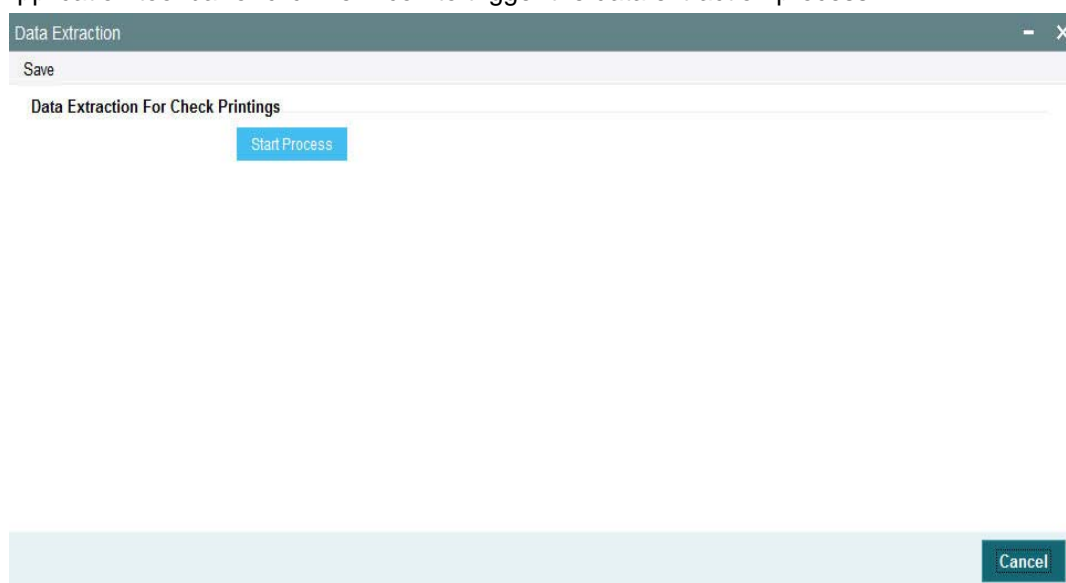 Data Extraction
Save
Data Extraction For Check Printings
Start Process
Cancel